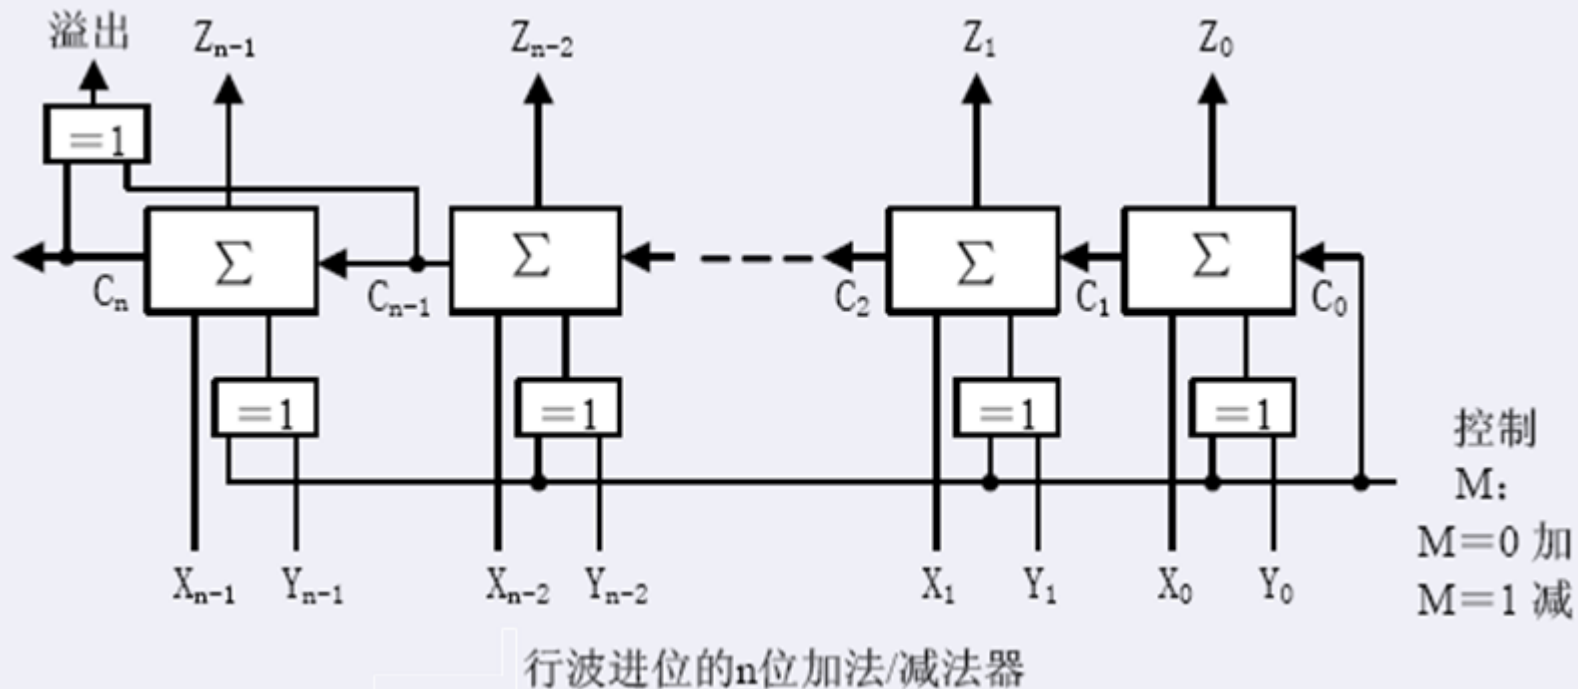 溢出 Zₙ₋₁ Zₙ₋₂ Z₁ Z₀
=1
Σ Σ Σ Σ
Cₙ Cₙ₋₁ C₂ C₁ C₀
=1 =1 =1 =1
控制
M:
M=0 加
M=1 减
Xₙ₋₁ Yₙ₋₁ Xₙ₋₂ Yₙ₋₂ X₁ Y₁ X₀ Y₀
行波进位的n位加法/减法器